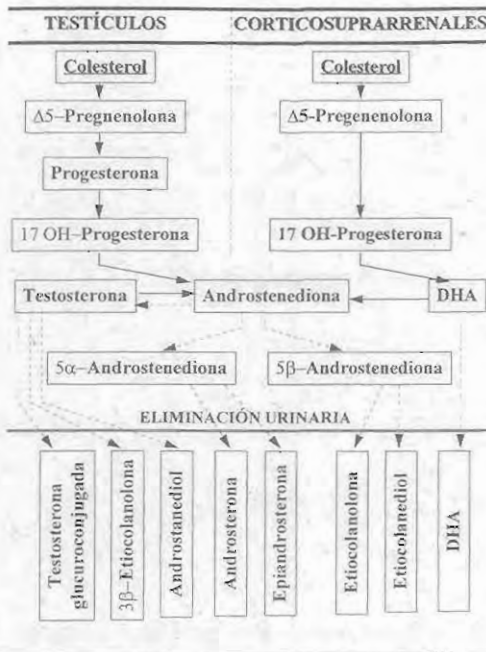 TESTÍCULOS CORTICOSUPRARRENALES
Colesterol Colesterol
Δ5–Pregnenolona Δ5-Pregenenolona
Progesterona
17 OH–Progesterona 17 OH-Progesterona
Testosterona Androstenediona DHA
5α–Androstenediona 5β–Androstenediona
ELIMINACIÓN URINARIA
Testosterona
glucuroconjugada
3β–Etiocolanolona
Androstanediol
Androsterona
Epiandrosterona
Etiocolanolona
Etiocolanediol
DHA